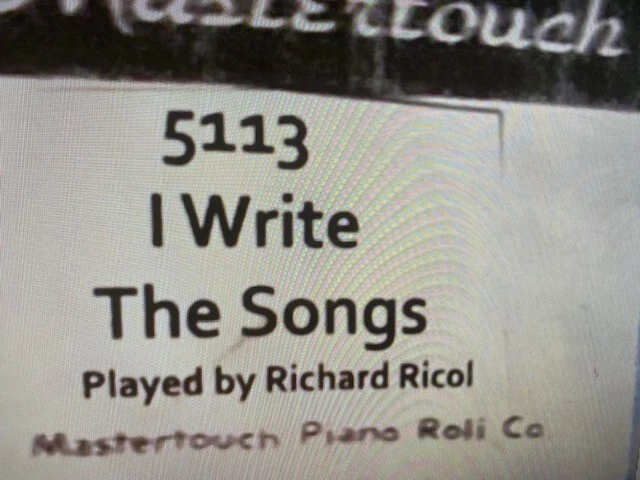 Mastertouch
5113
I Write
The Songs
Played by Richard Ricol
Mastertouch Piano Roll Co